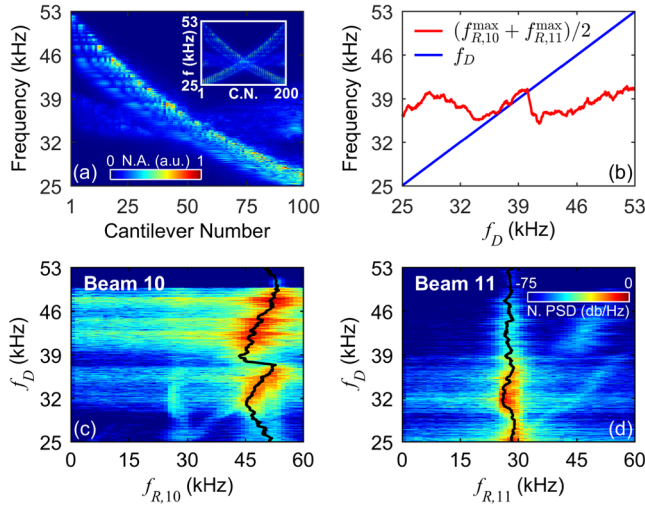 53
46
39
32
25
Frequency (kHz)
53
25
f (kHz)
1 C.N. 200
0 N.A. (a.u.) 1
(a)
1 25 50 75 100
Cantilever Number
53
46
39
32
25
Frequency (kHz)
(f_{R,10}^{max} + f_{R,11}^{max})/2
f_D
(b)
25 32 39 46 53
f_D (kHz)
53
46
39
32
25
f_D (kHz)
Beam 10
(c)
0 15 30 45 60
f_{R,10} (kHz)
53
46
39
32
25
f_D (kHz)
Beam 11
-75 0
N. PSD (db/Hz)
(d)
0 15 30 45 60
f_{R,11} (kHz)